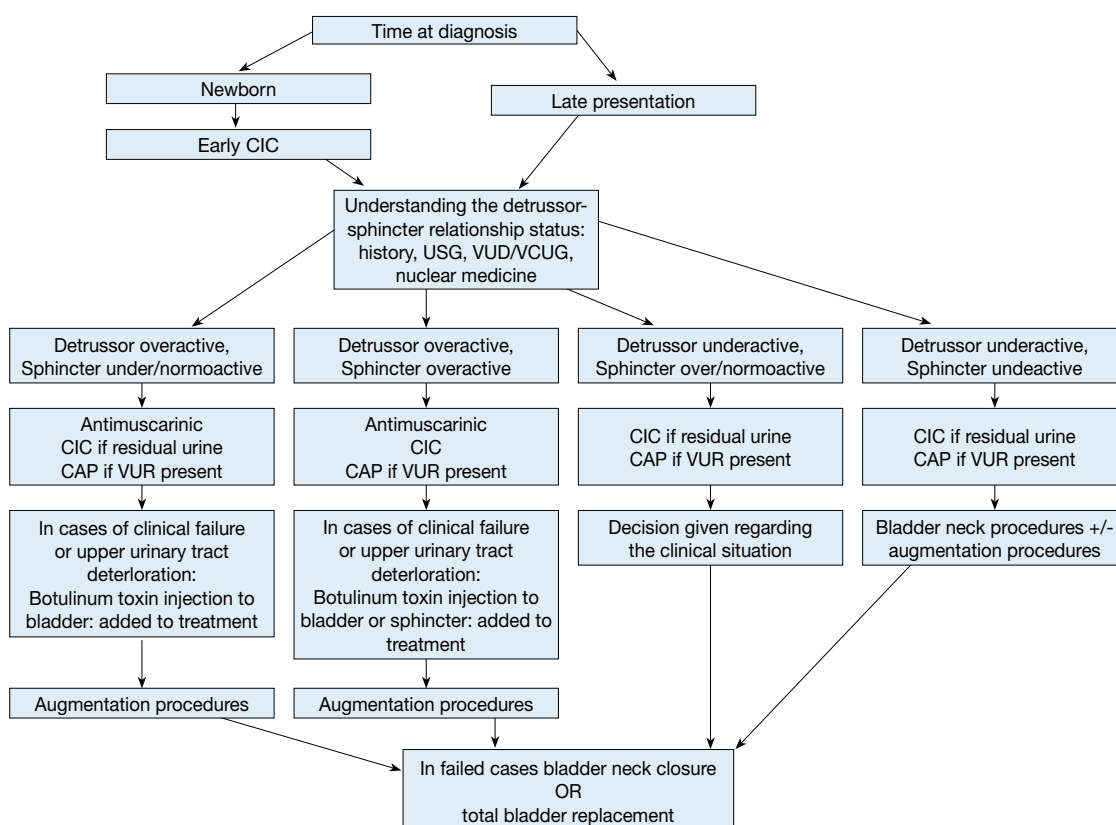 Time at diagnosis
Newborn
Late presentation
Early CIC
Understanding the detrussor-
sphincter relationship status:
history, USG, VUD/VCUG,
nuclear medicine
Detrussor overactive,
Sphincter under/normoactive
Detrussor overactive,
Sphincter overactive
Detrussor underactive,
Sphincter over/normoactive
Detrussor underactive,
Sphincter undeactive
Antimuscarinic
CIC if residual urine
CAP if VUR present
Antimuscarinic
CIC
CAP if VUR present
CIC if residual urine
CAP if VUR present
CIC if residual urine
CAP if VUR present
In cases of clinical failure
or upper urinary tract
deterloration:
Botulinum toxin injection to
bladder: added to treatment
In cases of clinical failure
or upper urinary tract
deterloration:
Botulinum toxin injection to
bladder or sphincter: added to
treatment
Decision given regarding
the clinical situation
Bladder neck procedures +/-
augmentation procedures
Augmentation procedures
Augmentation procedures
In failed cases bladder neck closure
OR
total bladder replacement